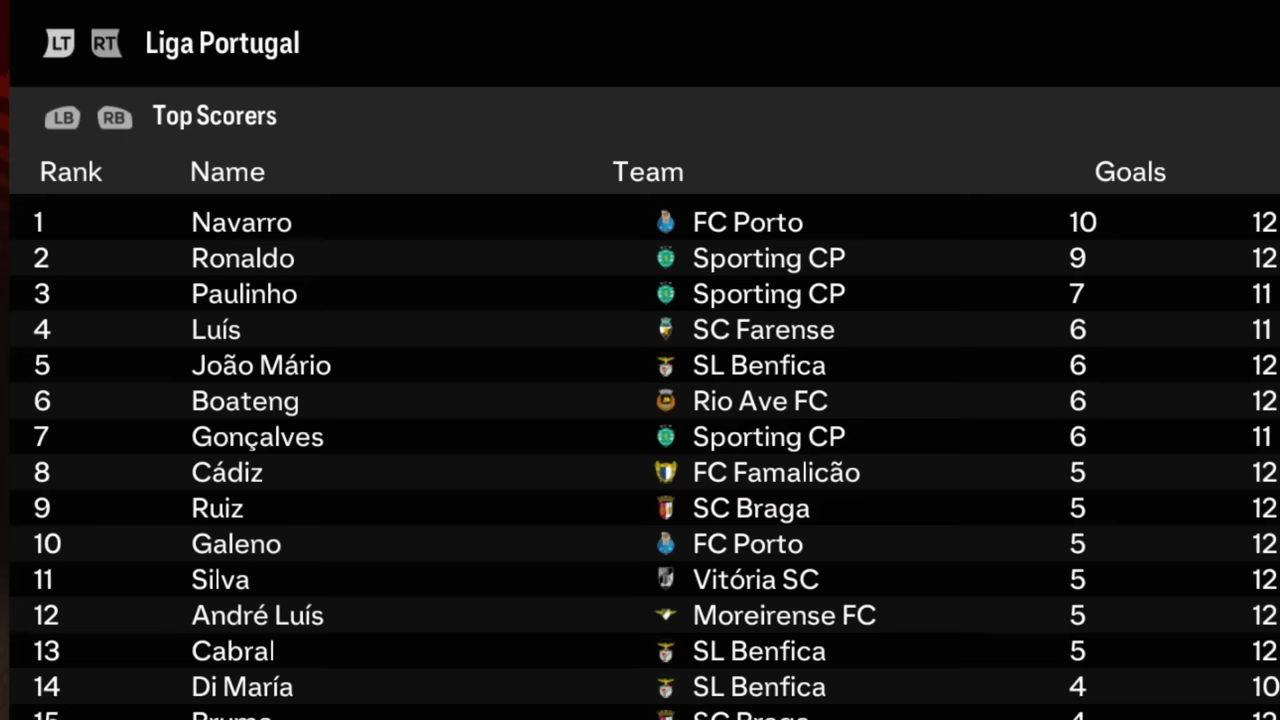 LT RT Liga Portugal
LB RB Top Scorers
Rank Name Team Goals
1 Navarro FC Porto 10 12
2 Ronaldo Sporting CP 9 12
3 Paulinho Sporting CP 7 11
4 Luís SC Farense 6 11
5 João Mário SL Benfica 6 12
6 Boateng Rio Ave FC 6 12
7 Gonçalves Sporting CP 6 11
8 Cádiz FC Famalicão 5 12
9 Ruiz SC Braga 5 12
10 Galeno FC Porto 5 12
11 Silva Vitória SC 5 12
12 André Luís Moreirense FC 5 12
13 Cabral SL Benfica 5 12
14 Di María SL Benfica 4 10
15 SC Braga 4